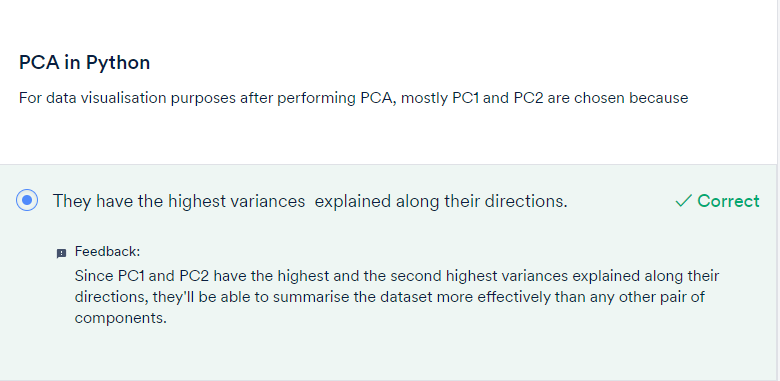 PCA in Python
For data visualisation purposes after performing PCA, mostly PC1 and PC2 are chosen because
They have the highest variances explained along their directions.
Correct
Feedback:
Since PC1 and PC2 have the highest and the second highest variances explained along their
directions, they'll be able to summarise the dataset more effectively than any other pair of
components.